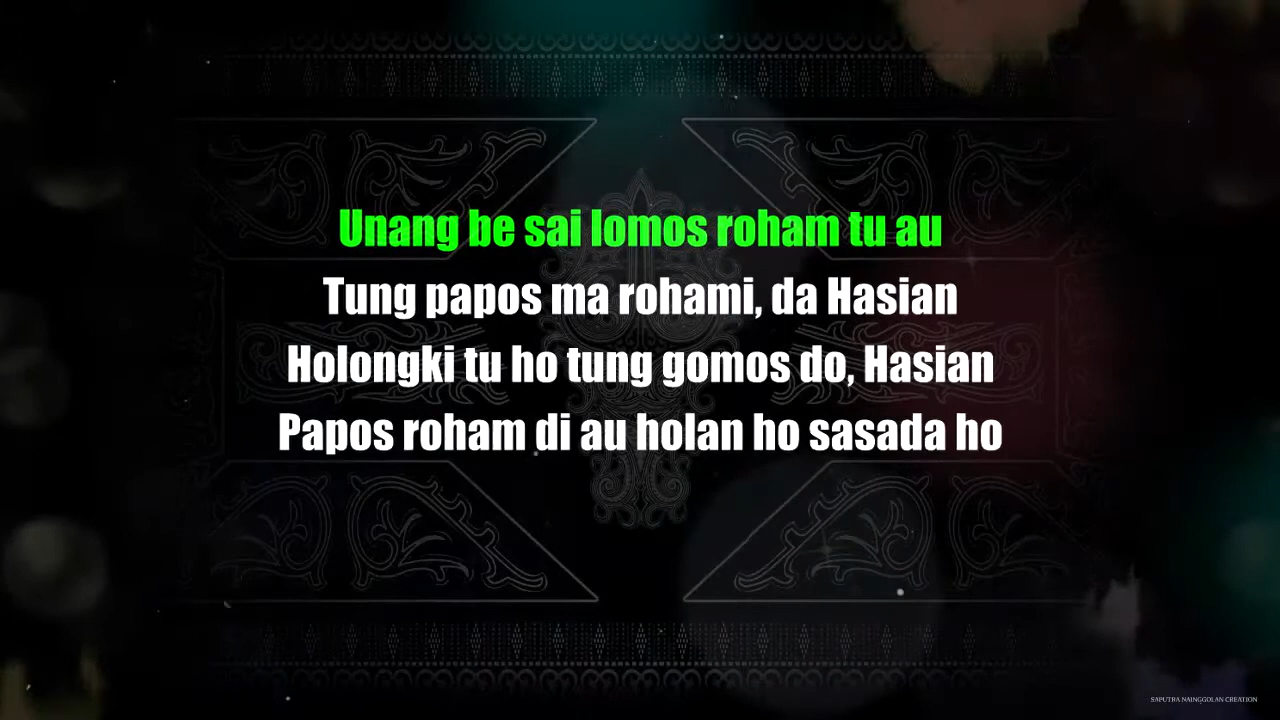 Unang be sai lomos roham tu au
Tung papos ma rohami, da Hasian
Holongki tu ho tung gomos do, Hasian
Papos roham di au holan ho sasada ho
SAPUTRA NAINGGOLAN CREATION